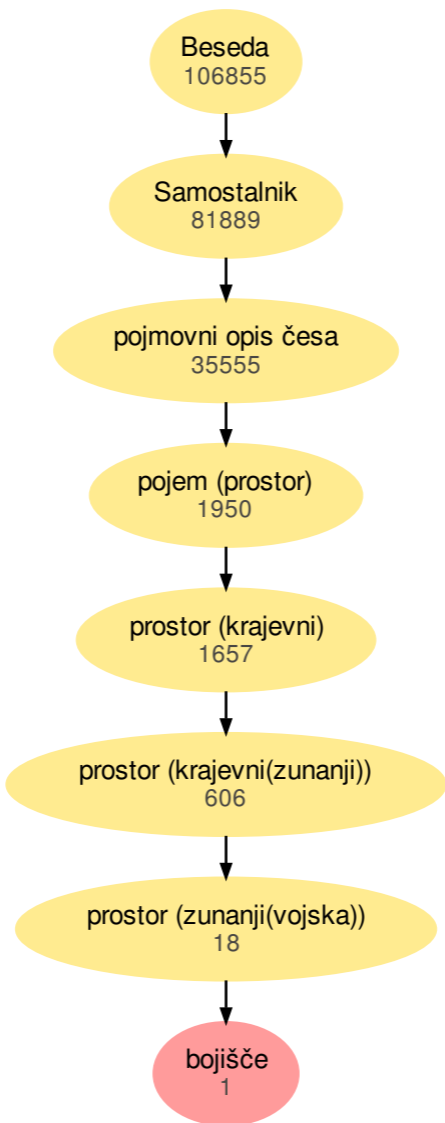 Beseda
106855
Samostalnik
81889
pojmovni opis česa
35555
pojem (prostor)
1950
prostor (krajevni)
1657
prostor (krajevni(zunanji))
606
prostor (zunanji(vojska))
18
bojišče
1